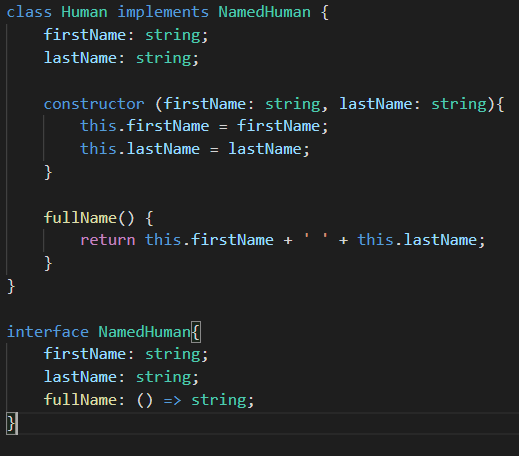 class Human implements NamedHuman {
    firstName: string;
    lastName: string;

    constructor (firstName: string, lastName: string){
        this.firstName = firstName;
        this.lastName = lastName;
    }

    fullName() {
        return this.firstName + ' ' + this.lastName;
    }
}

interface NamedHuman{
    firstName: string;
    lastName: string;
    fullName: () => string;
}